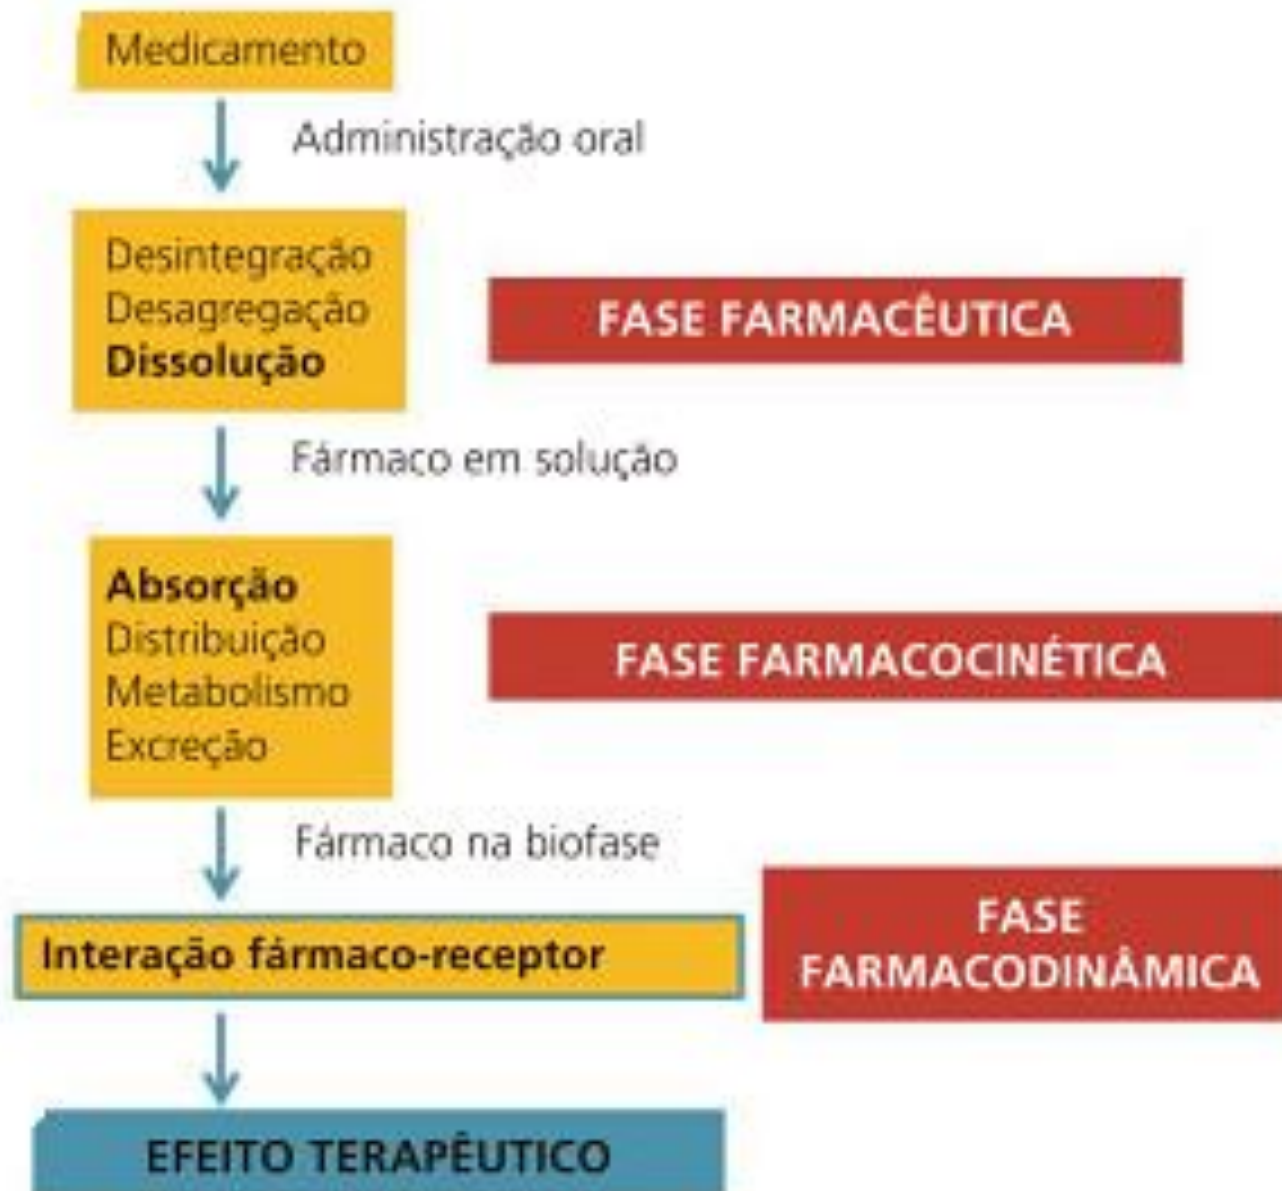 Medicamento
Administração oral
Desintegração
Desagregação
Dissolução
FASE FARMACÊUTICA
Fármaco em solução
Absorção
Distribuição
Metabolismo
Excreção
FASE FARMACOCINÉTICA
Fármaco na biofase
Interação fármaco-receptor
FASE
FARMACODINÂMICA
EFEITO TERAPÊUTICO